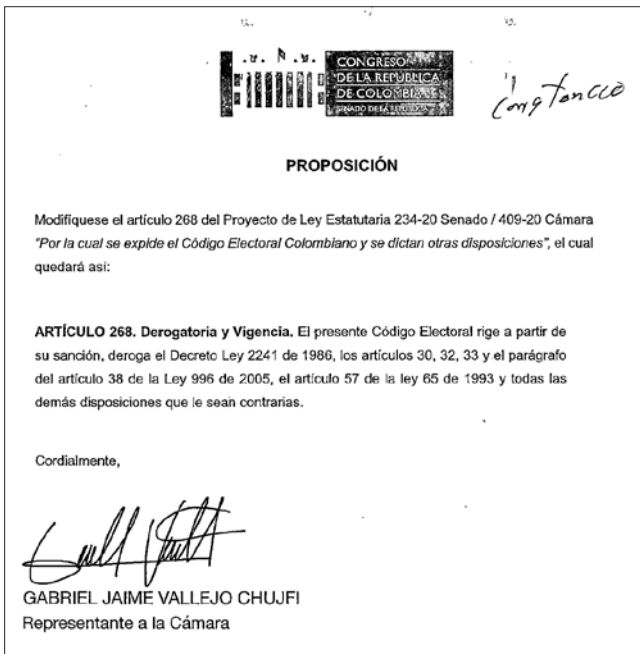 CONGRESO
DE LA REPÚBLICA
DE COLOMBIA
SENADO DE LA REPÚBLICA
Constancia
PROPOSICIÓN
Modifíquese el artículo 268 del Proyecto de Ley Estatutaria 234-20 Senado / 409-20 Cámara
"Por la cual se expide el Código Electoral Colombiano y se dictan otras disposiciones", el cual
quedará así:
ARTÍCULO 268. Derogatoria y Vigencia. El presente Código Electoral rige a partir de
su sanción, deroga el Decreto Ley 2241 de 1986, los artículos 30, 32, 33 y el parágrafo
del artículo 38 de la Ley 996 de 2005, el artículo 57 de la ley 65 de 1993 y todas las
demás disposiciones que le sean contrarias.
Cordialmente,
GABRIEL JAIME VALLEJO CHUJFI
Representante a la Cámara